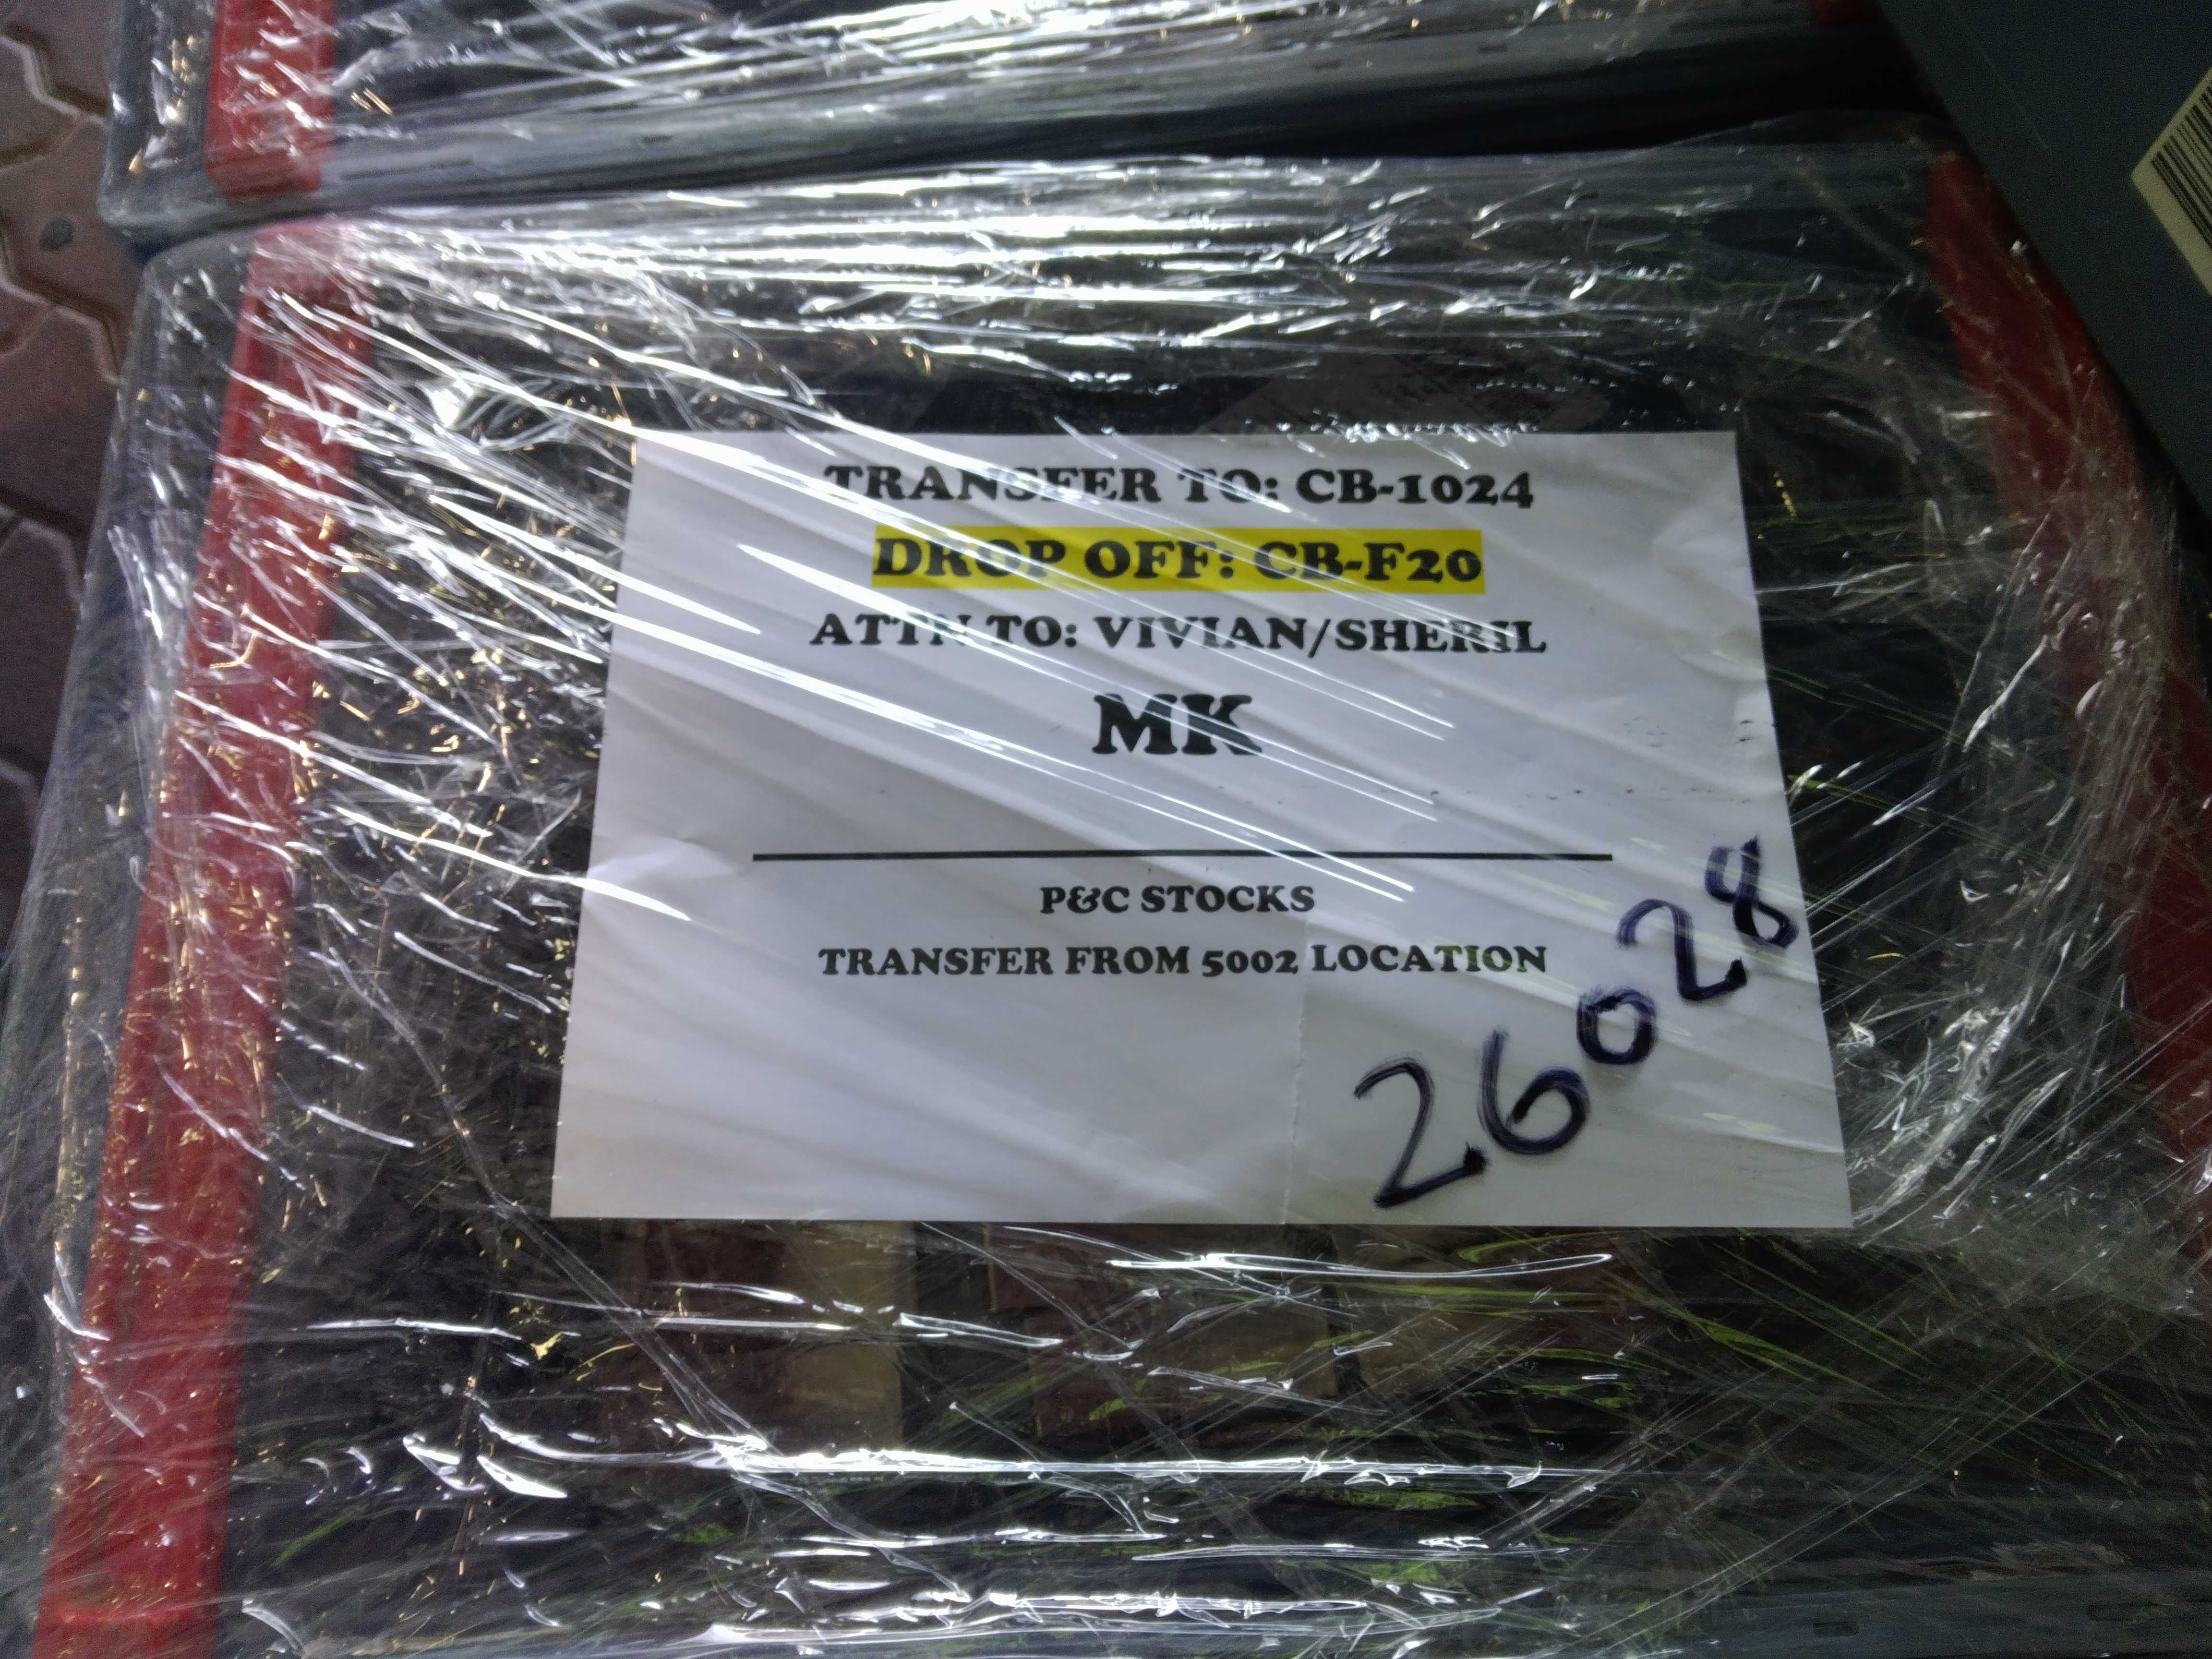 TRANSFER TO: CB-1024
DROP OFF: CB-F20
ATTN TO: VIVIAN/SHERIL
MK
P&C STOCKS
TRANSFER FROM 5002 LOCATION
26028